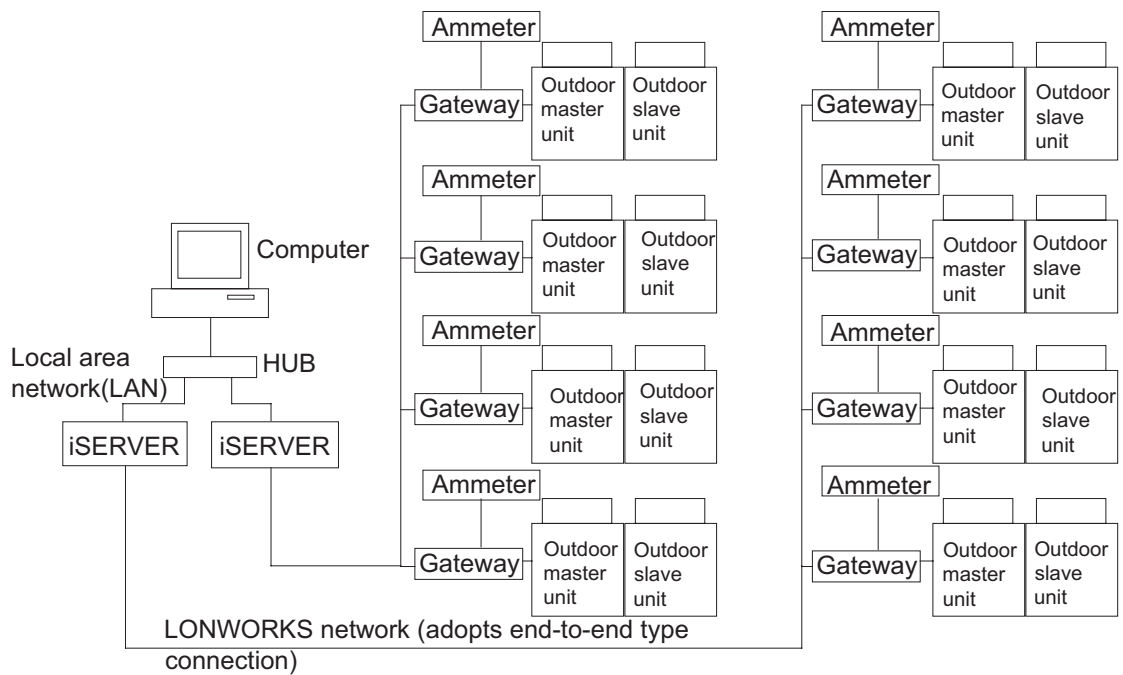 Computer
HUB
Local area
network(LAN)
iSERVER
iSERVER
Ammeter
Gateway
Outdoor
master
unit
Outdoor
slave
unit
Ammeter
Gateway
Outdoor
master
unit
Outdoor
slave
unit
Ammeter
Gateway
Outdoor
master
unit
Outdoor
slave
unit
Ammeter
Gateway
Outdoor
master
unit
Outdoor
slave
unit
Ammeter
Gateway
Outdoor
master
unit
Outdoor
slave
unit
Ammeter
Gateway
Outdoor
master
unit
Outdoor
slave
unit
Ammeter
Gateway
Outdoor
master
unit
Outdoor
slave
unit
Ammeter
Gateway
Outdoor
master
unit
Outdoor
slave
unit
LONWORKS network (adopts end-to-end type
connection)